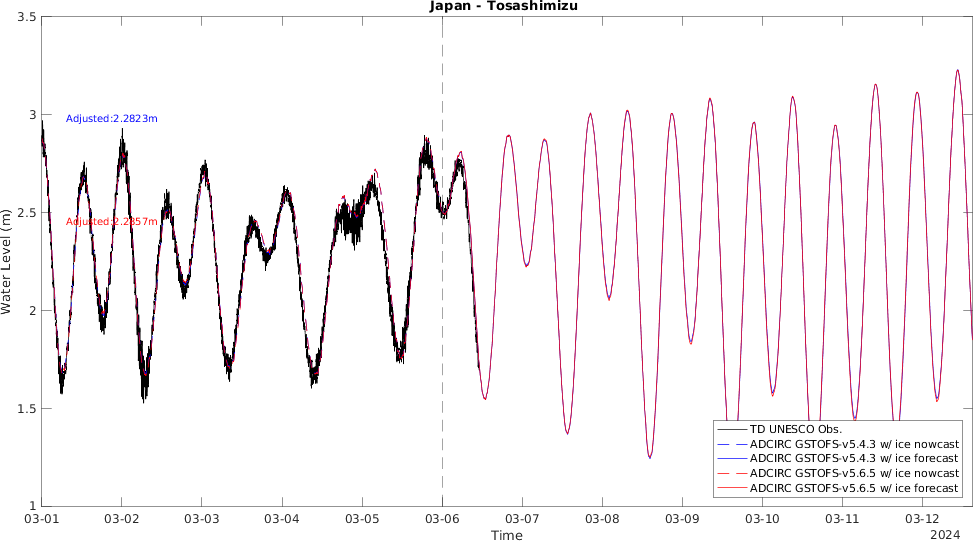 Japan - Tosashimizu
3.5
3
2.5
2
1.5
1
Water Level (m)
Adjusted:2.2823m
Adjusted:2.2857m
TD UNESCO Obs.
ADCIRC GSTOFS-v5.4.3 w/ ice nowcast
ADCIRC GSTOFS-v5.4.3 w/ ice forecast
ADCIRC GSTOFS-v5.6.5 w/ ice nowcast
ADCIRC GSTOFS-v5.6.5 w/ ice forecast
03-01 03-02 03-03 03-04 03-05 03-06 03-07 03-08 03-09 03-10 03-11 03-12
Time
2024